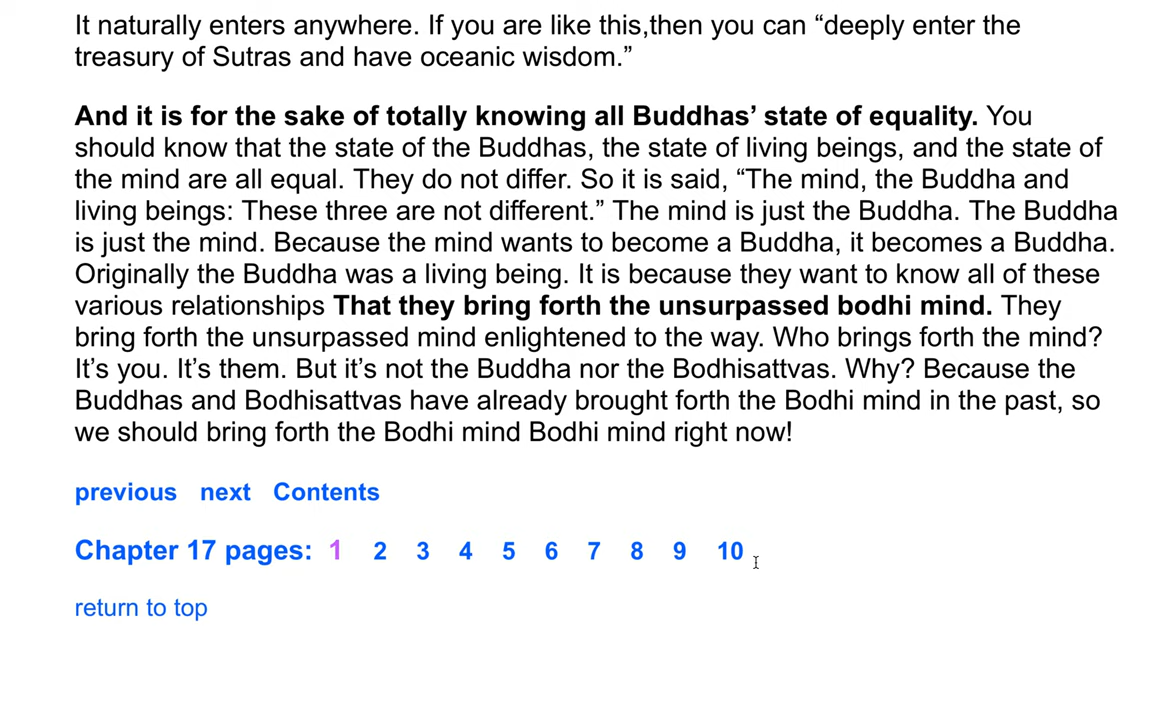 It naturally enters anywhere. If you are like this,then you can “deeply enter the
treasury of Sutras and have oceanic wisdom.”
And it is for the sake of totally knowing all Buddhas’ state of equality. You
should know that the state of the Buddhas, the state of living beings, and the state of
the mind are all equal. They do not differ. So it is said, “The mind, the Buddha and
living beings: These three are not different.” The mind is just the Buddha. The Buddha
is just the mind. Because the mind wants to become a Buddha, it becomes a Buddha.
Originally the Buddha was a living being. It is because they want to know all of these
various relationships That they bring forth the unsurpassed bodhi mind. They
bring forth the unsurpassed mind enlightened to the way. Who brings forth the mind?
It’s you. It’s them. But it’s not the Buddha nor the Bodhisattvas. Why? Because the
Buddhas and Bodhisattvas have already brought forth the Bodhi mind in the past, so
we should bring forth the Bodhi mind Bodhi mind right now!
previous next Contents
Chapter 17 pages: 1 2 3 4 5 6 7 8 9 10
return to top